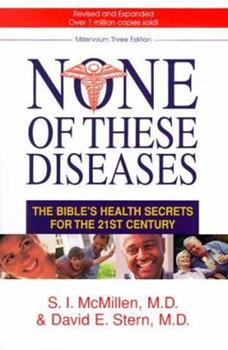 Revised and Expanded
Over 1 million copies sold!
Millennium Three Edition
NONE
OF THESE
DISEASES
THE BIBLE'S HEALTH SECRETS
FOR THE 21ST CENTURY
S. I. McMILLEN, M.D.
& DAVID E. STERN, M.D.